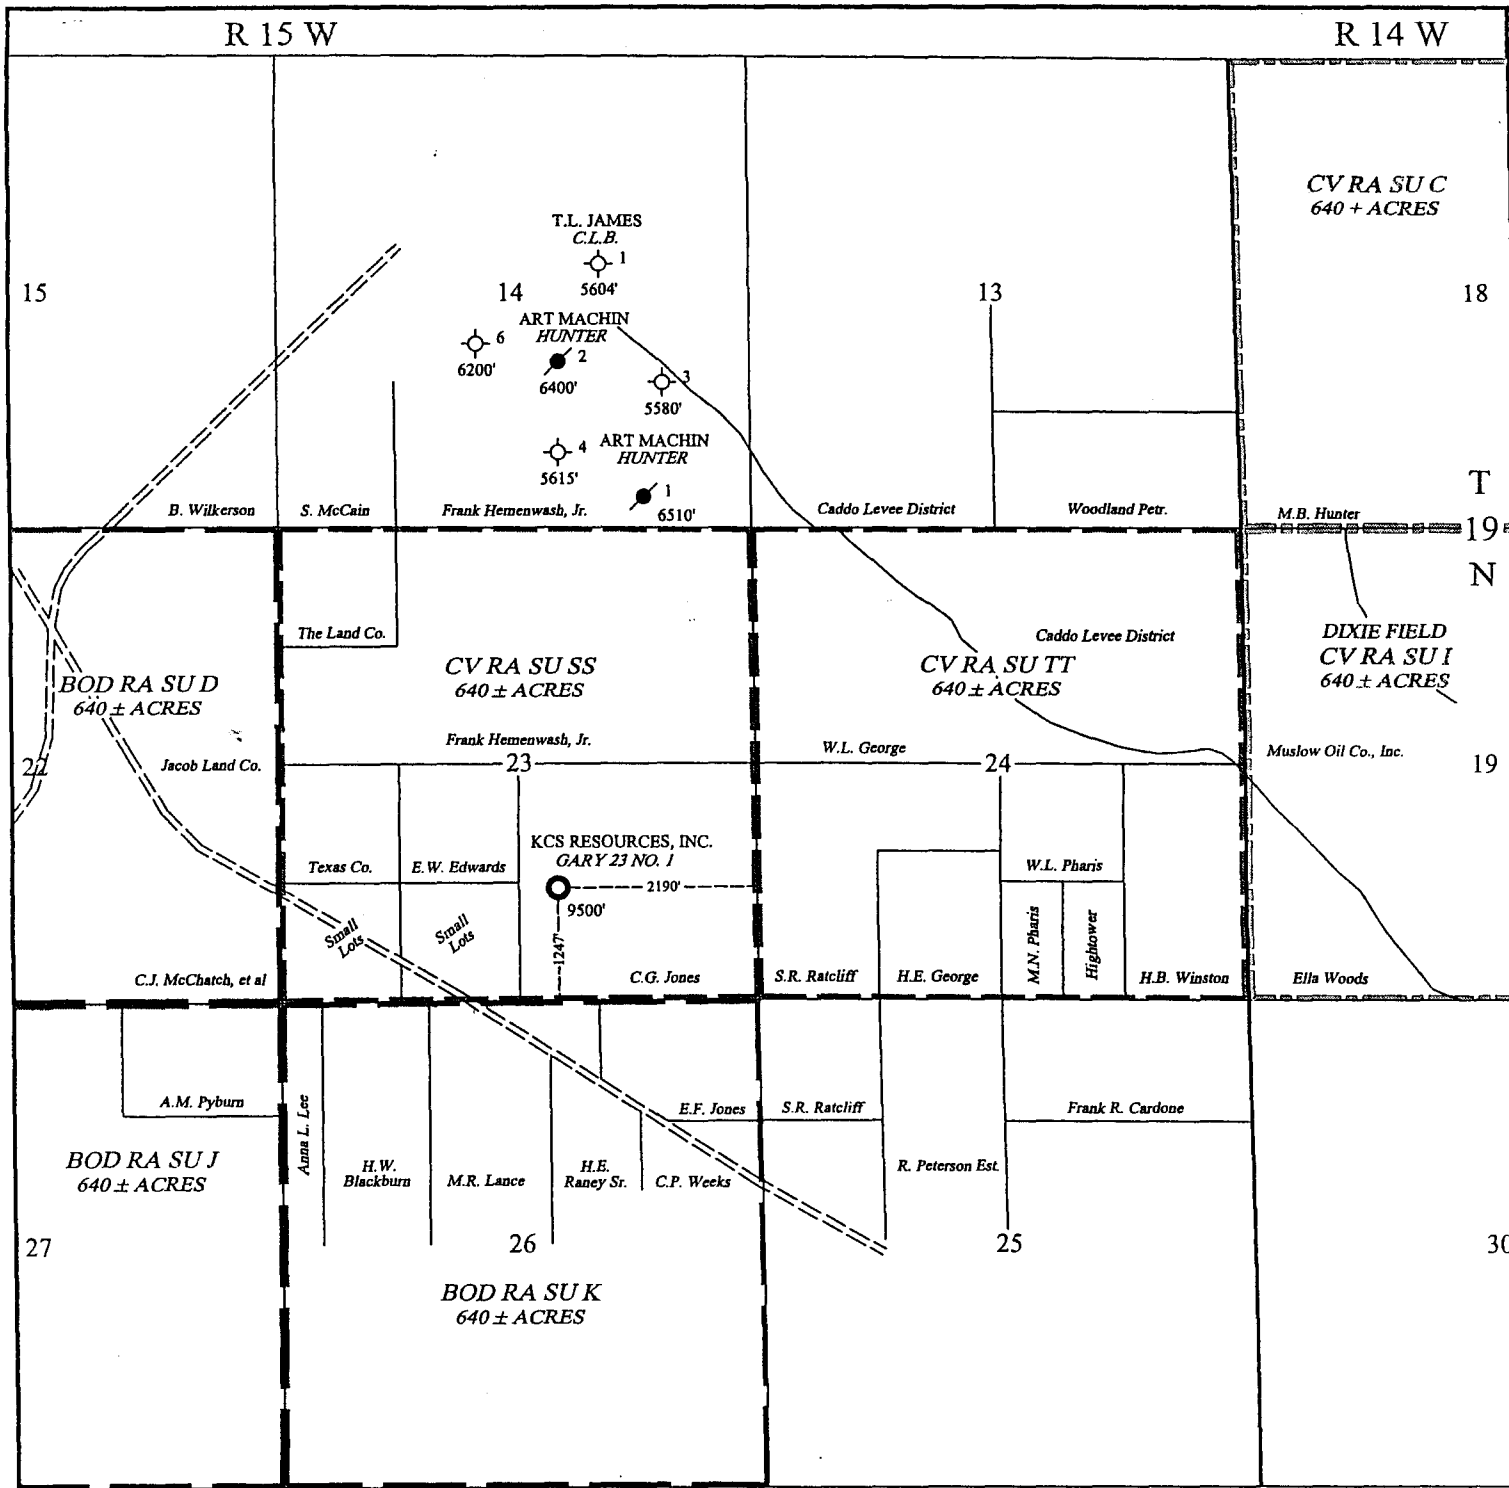 R 15 W
R 14 W
CV RA SU C
640 + ACRES
T.L. JAMES
C.L.B.
1
5604'
15
14
13
18
ART MACHIN
HUNTER
6
6200'
2
6400'
3
5580'
4
5615'
ART MACHIN
HUNTER
1
6510'
T
19
N
B. Wilkerson
S. McCain
Frank Hemenwash, Jr.
Caddo Levee District
Woodland Petr.
M.B. Hunter
The Land Co.
Caddo Levee District
DIXIE FIELD
CV RA SU I
640 ± ACRES
BOD RA SU D
640 ± ACRES
CV RA SU SS
640 ± ACRES
CV RA SU TT
640 ± ACRES
Frank Hemenwash, Jr.
W.L. George
Muslow Oil Co., Inc.
22
Jacob Land Co.
23
24
19
KCS RESOURCES, INC.
GARY 23 NO. 1
2190'
9500'
1247'
Texas Co.
E.W. Edwards
W.L. Pharis
Small
Lots
Small
Lots
M.N. Pharis
Hightower
C.J. McChatch, et al
C.G. Jones
S.R. Ratcliff
H.E. George
H.B. Winston
Ella Woods
A.M. Pyburn
Anna L. Lee
E.F. Jones
S.R. Ratcliff
Frank R. Cardone
BOD RA SU J
640 ± ACRES
H.W.
Blackburn
M.R. Lance
H.E.
Raney Sr.
C.P. Weeks
R. Peterson Est.
27
26
25
30
BOD RA SU K
640 ± ACRES